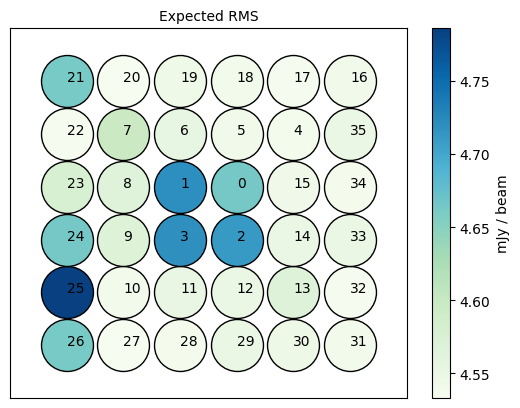 Expected RMS
21 20 19 18 17 16
22 7 6 5 4 35
23 8 1 0 15 34
24 9 3 2 14 33
25 10 11 12 13 32
26 27 28 29 30 31
4.75
4.70
4.65
4.60
4.55
mJy / beam